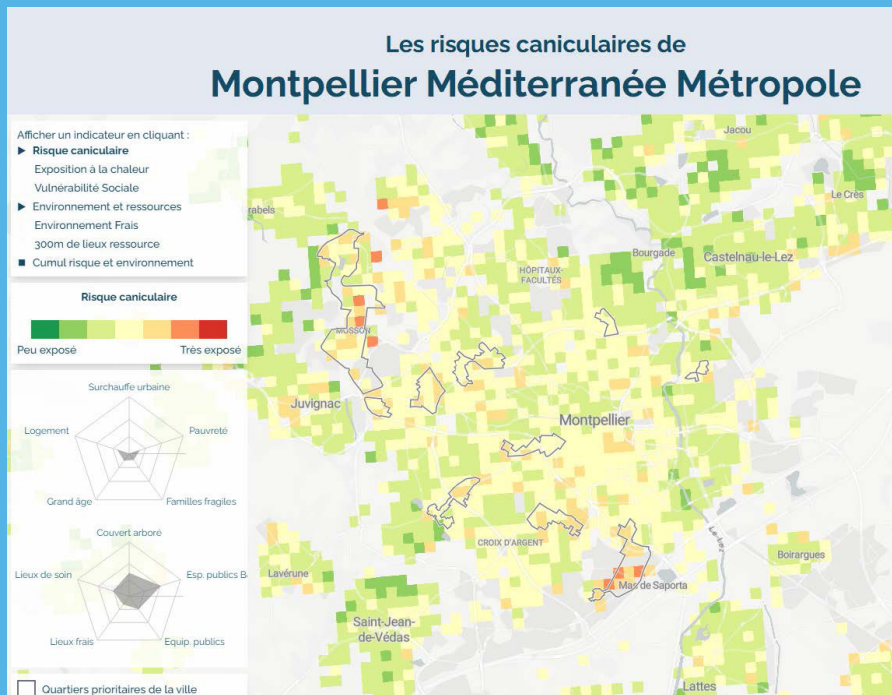 Les risques caniculaires de
Montpellier Méditerranée Métropole
Afficher un indicateur en cliquant :
Risque caniculaire
Exposition à la chaleur
Vulnérabilité Sociale
Environnement et ressources
Environnement Frais
300m de lieux ressource
Cumul risque et environnement
Risque caniculaire
Peu exposé
Très exposé
Surchauffe urbaine
Logement
Pauvreté
Grand âge
Familles fragiles
Couvert arboré
Lieux de soin
Esp. publics B
Lieux frais
Equip. publics
Quartiers prioritaires de la ville
Jacou
Le Crès
rabels
Bourgade
Castelnau-le-Lez
HÔPITAUX-
FACULTÉS
MOSSON
Juvignac
Montpellier
CROIX D'ARGENT
Le Lez
Boirargues
Lavérune
Mas de Saporta
Saint-Jean-
de-Védas
Lattes